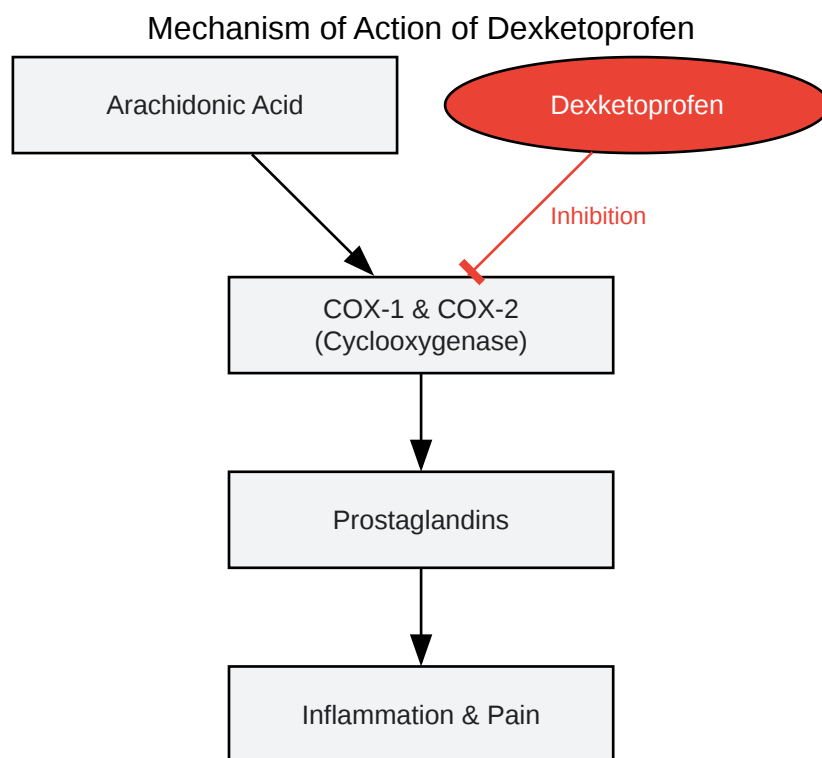 Mechanism of Action of Dexketoprofen
Arachidonic Acid
Dexketoprofen
Inhibition
COX-1 & COX-2
(Cyclooxygenase)
Prostaglandins
Inflammation & Pain